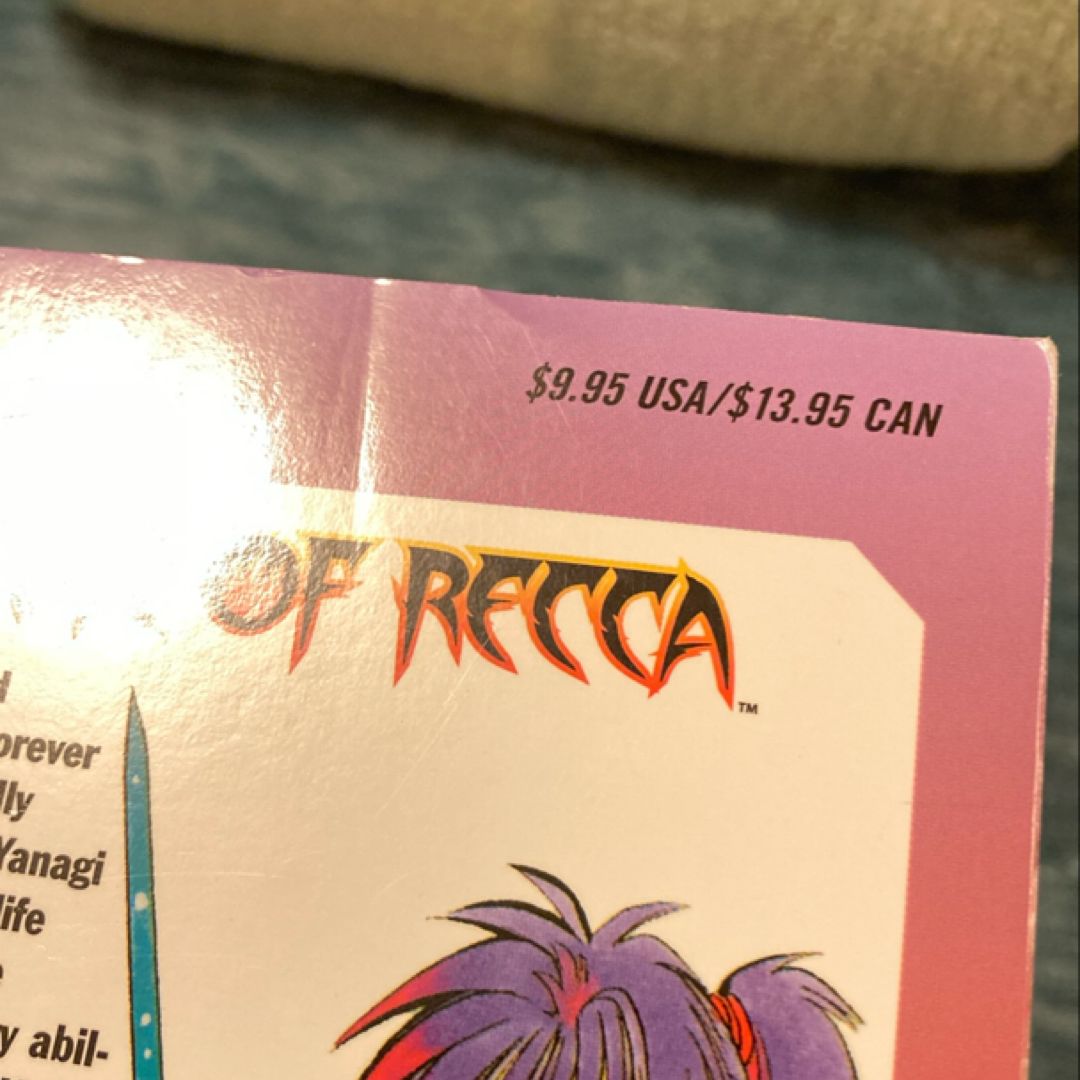 $9.95 USA/$13.95 CAN
OF RECCA
TM
orever
lly
Yanagi
life
y abil-